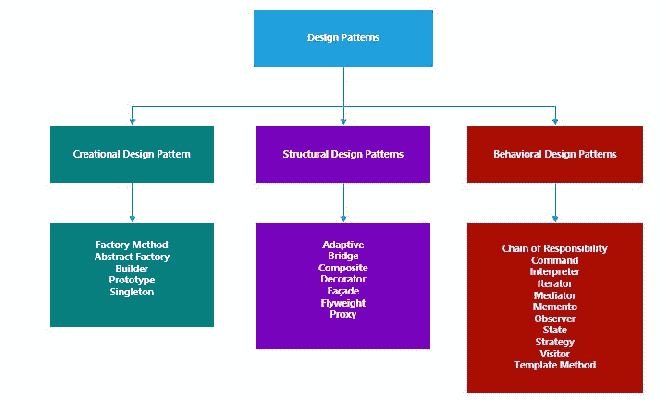 Design Patterns
Creational Design Pattern
Structural Design Patterns
Behavioral Design Patterns
Factory Method
Abstract Factory
Builder
Prototype
Singleton
Adaptive
Bridge
Composite
Decorator
Façade
Flyweight
Proxy
Chain of Responsibility
Command
Interpreter
Iterator
Mediator
Memento
Observer
State
Strategy
Visitor
Template Method